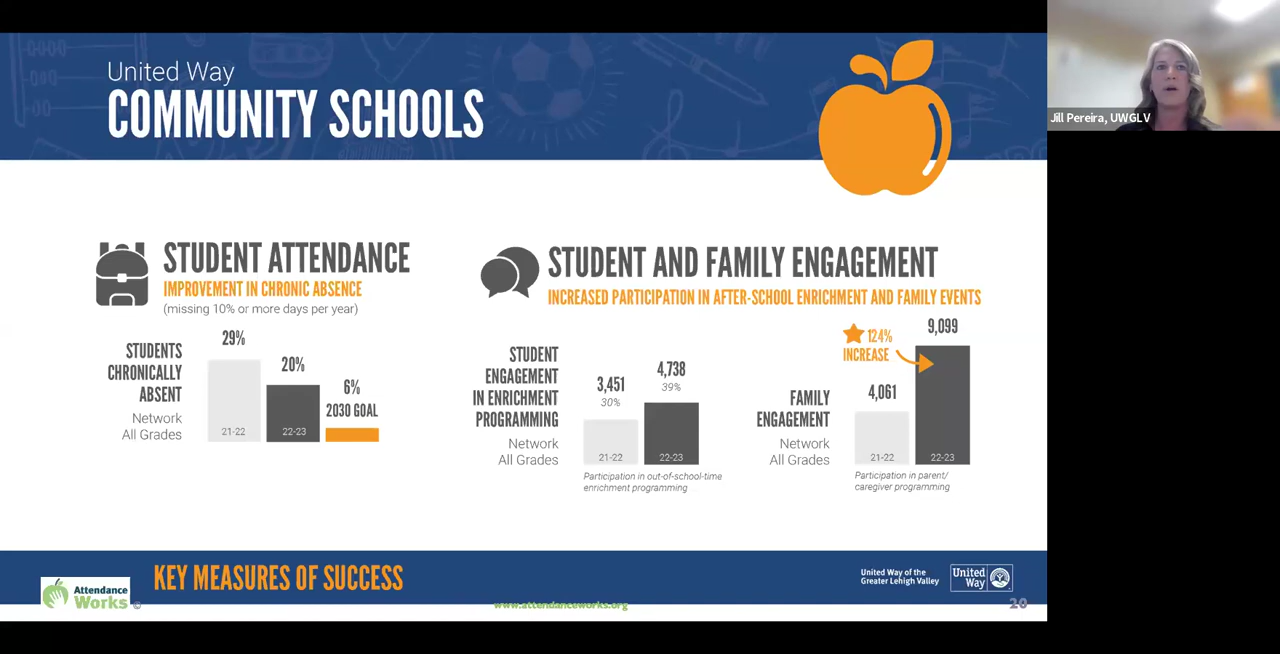 United Way
COMMUNITY SCHOOLS
Jill Pereira, UWGLV
STUDENT ATTENDANCE
IMPROVEMENT IN CHRONIC ABSENCE
(missing 10% or more days per year)
STUDENTS
CHRONICALLY
ABSENT
Network
All Grades
29%
21-22
20%
22-23
6%
2030 GOAL
STUDENT AND FAMILY ENGAGEMENT
INCREASED PARTICIPATION IN AFTER-SCHOOL ENRICHMENT AND FAMILY EVENTS
STUDENT
ENGAGEMENT
IN ENRICHMENT
PROGRAMMING
Network
All Grades
3,451
30%
21-22
4,738
39%
22-23
Participation in out-of-school-time
enrichment programming
FAMILY
ENGAGEMENT
Network
All Grades
4,061
21-22
124%
INCREASE
9,099
22-23
Participation in parent/
caregiver programming
Attendance
Works
©
KEY MEASURES OF SUCCESS
www.attendanceworks.org
United Way of the
Greater Lehigh Valley
United
Way
20